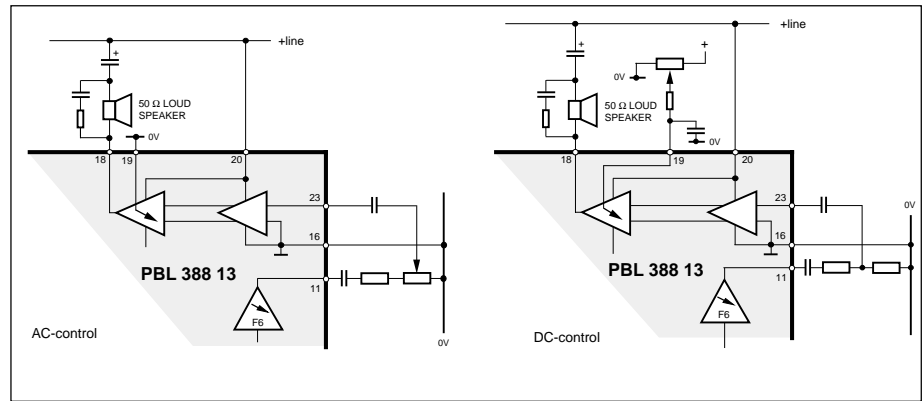 +line
+
50 Ω LOUD
SPEAKER
0V
18
19
20
23
16
PBL 388 13
11
F6
AC-control
0V
+line
+
+
0V
50 Ω LOUD
SPEAKER
0V
18
19
20
23
0V
16
PBL 388 13
11
F6
DC-control